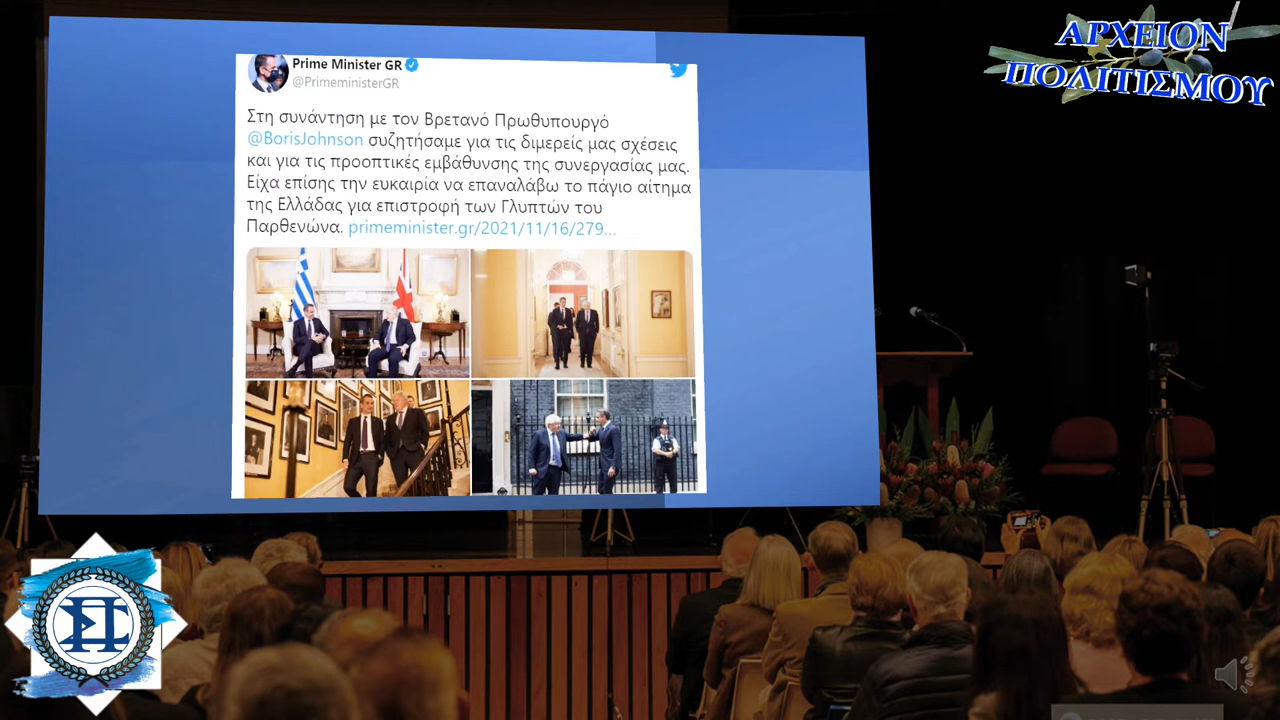 Prime Minister GR
@PrimeministerGR
Στη συνάντηση με τον Βρετανό Πρωθυπουργό
@BorisJohnson συζητήσαμε για τις διμερείς μας σχέσεις
και για τις προοπτικές εμβάθυνσης της συνεργασίας μας.
Είχα επίσης την ευκαιρία να επαναλάβω το πάγιο αίτημα
της Ελλάδας για επιστροφή των Γλυπτών του
Παρθενώνα. primeminister.gr/2021/11/16/279...
ΑΡΧΕΙΟΝ
ΠΟΛΙΤΙΣΜΟΥ